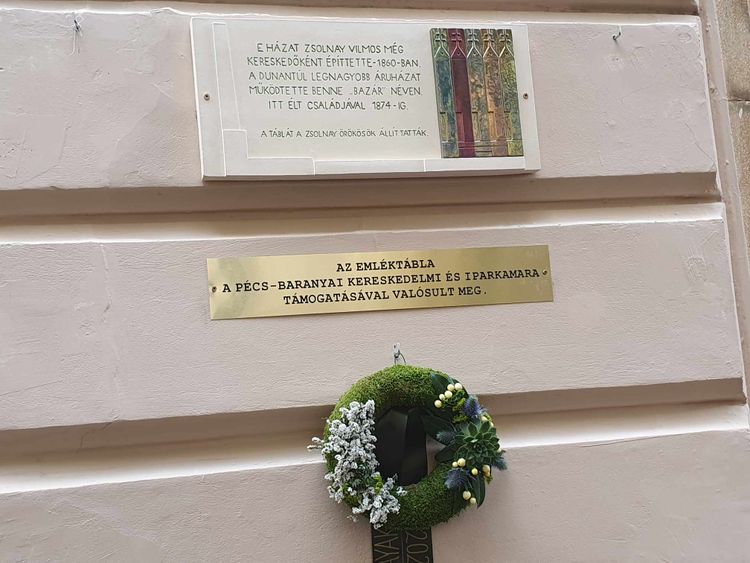 E HÁZAT ZSOLNAY VILMOS MÉG
KERESKEDŐKÉNT ÉPÍTTETTE-1860-BAN.
A DUNÁNTÚL LEGNAGYOBB ÁRUHÁZÁT
MŰKÖDTETTE BENNE „BAZÁR" NÉVEN.
ITT ÉLT CSALÁDJÁVAL 1874-IG.
A TÁBLÁT A ZSOLNAY ÖRÖKÖSÖK ÁLLÍTTATTÁK.
AZ EMLÉKTÁBLA
A PÉCS-BARANYAI KERESKEDELMI ÉS IPARKAMARA
TÁMOGATÁSÁVAL VALÓSULT MEG.